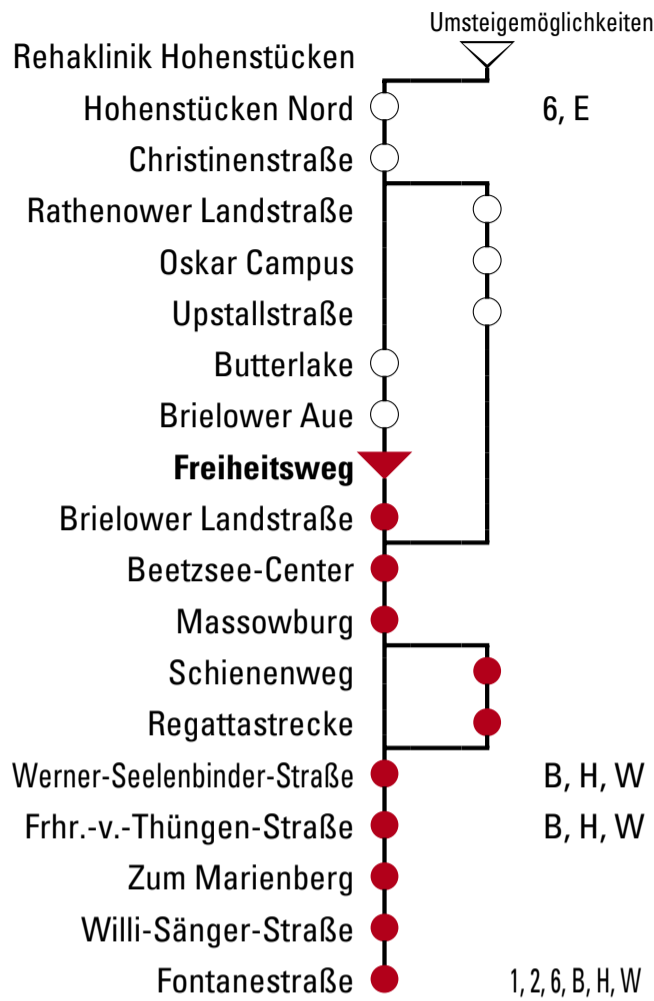 Umsteigemöglichkeiten
Rehaklinik Hohenstücken
Hohenstücken Nord 6, E
Christinenstraße
Rathenower Landstraße
Oskar Campus
Upstallstraße
Butterlake
Brielower Aue
Freiheitsweg
Brielower Landstraße
Beetzsee-Center
Massowburg
Schienenweg
Regattastrecke
Werner-Seelenbinder-Straße B, H, W
Frhr.-v.-Thüngen-Straße B, H, W
Zum Marienberg
Willi-Sänger-Straße
Fontanestraße 1, 2, 6, B, H, W